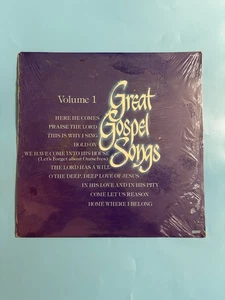 Volume 1
Great
Gospel
Songs
HERE HE COMES
PRAISE THE LORD
THIS IS WHY I SING
HOLD ON
WE HAVE COME INTO HIS HOUSE
(Let's Forget about Ourselves)
THE LORD HAS A WILL
O THE DEEP, DEEP LOVE OF JESUS
IN HIS LOVE AND IN HIS PITY
COME LET US REASON
HOME WHERE I BELONG